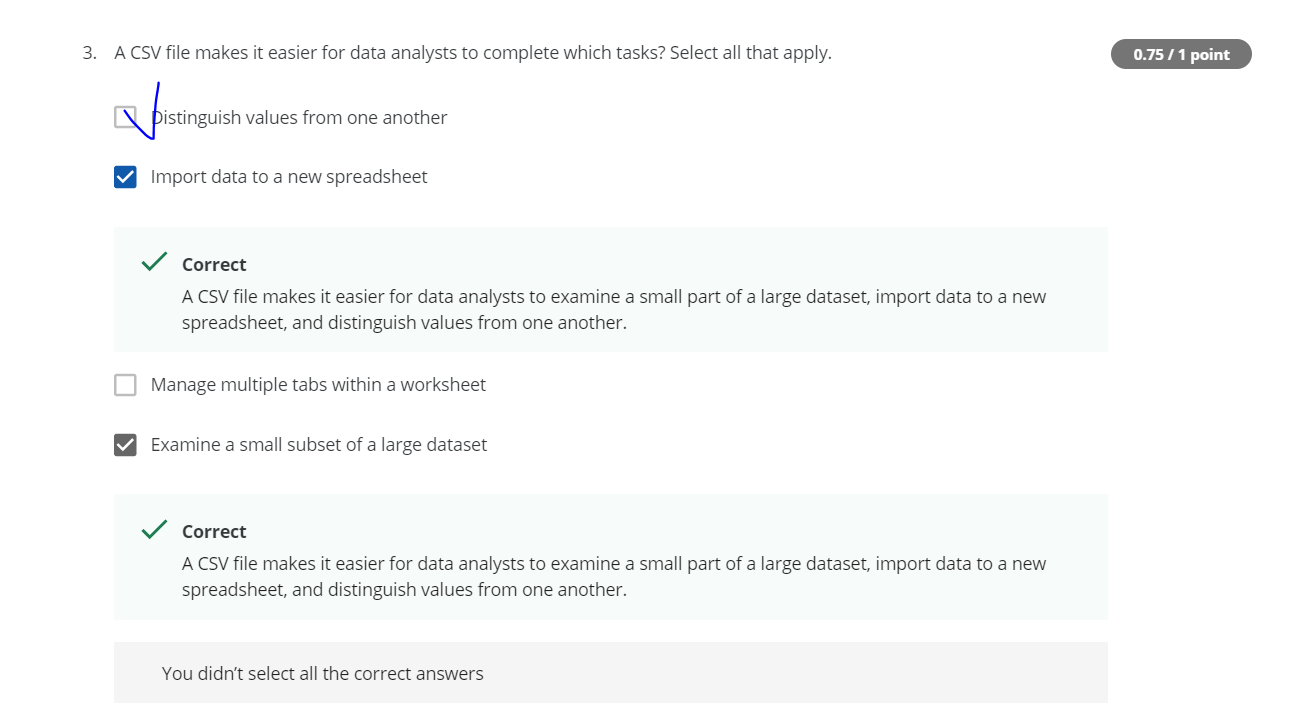 3. A CSV file makes it easier for data analysts to complete which tasks? Select all that apply.
0.75 / 1 point
Distinguish values from one another
Import data to a new spreadsheet
Correct
A CSV file makes it easier for data analysts to examine a small part of a large dataset, import data to a new
spreadsheet, and distinguish values from one another.
Manage multiple tabs within a worksheet
Examine a small subset of a large dataset
Correct
A CSV file makes it easier for data analysts to examine a small part of a large dataset, import data to a new
spreadsheet, and distinguish values from one another.
You didn’t select all the correct answers